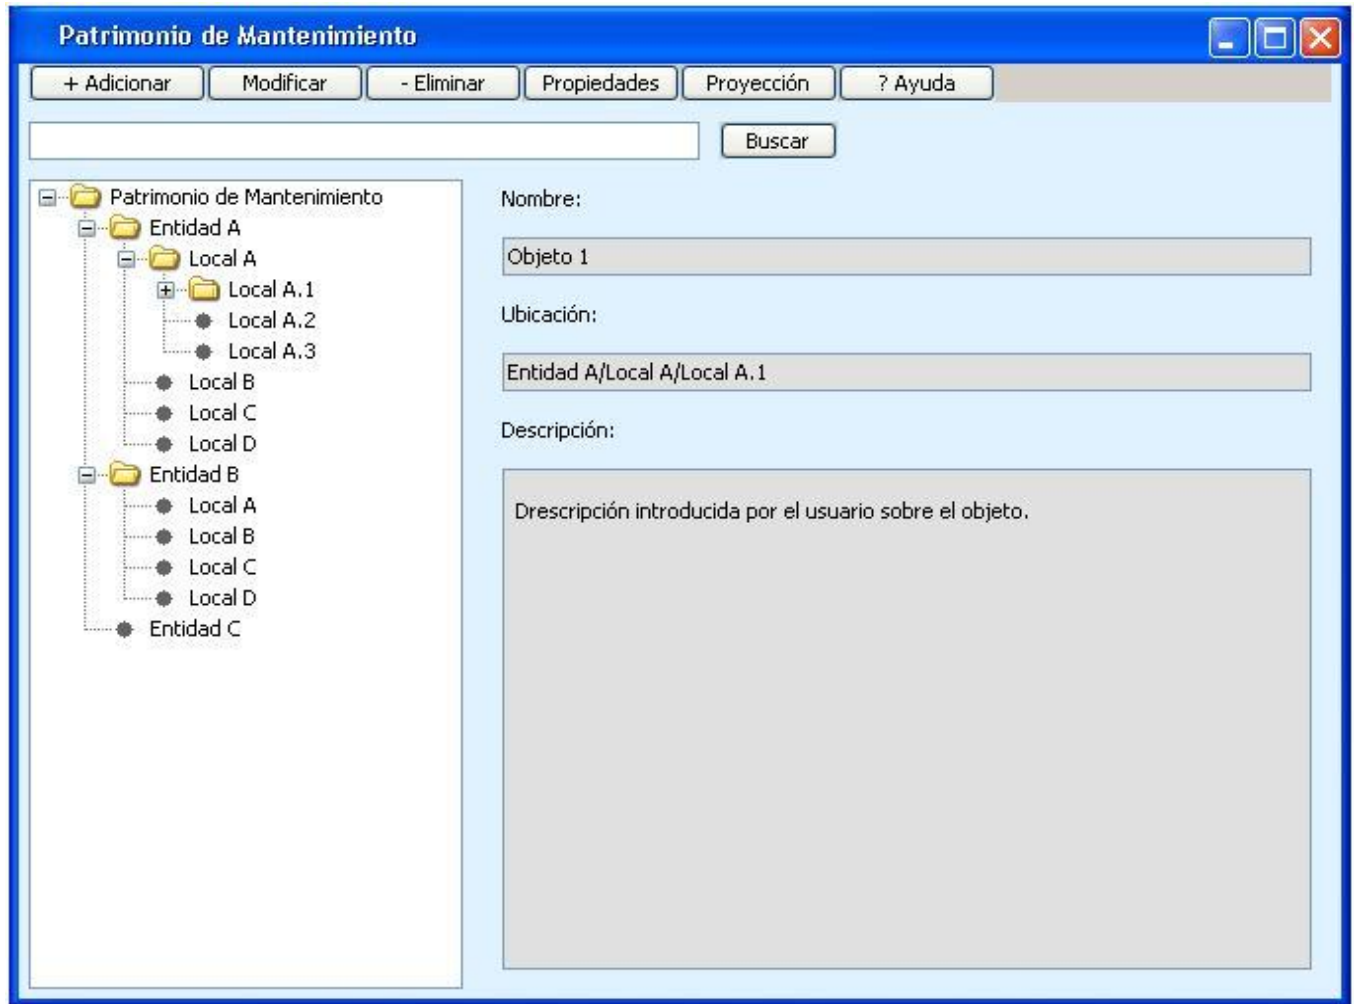 Patrimonio de Mantenimiento
+ Adicionar Modificar - Eliminar Propiedades Proyección ? Ayuda
Buscar
Patrimonio de Mantenimiento
Entidad A
Local A
Local A.1
Local A.2
Local A.3
Local B
Local C
Local D
Entidad B
Local A
Local B
Local C
Local D
Entidad C
Nombre:
Objeto 1
Ubicación:
Entidad A/Local A/Local A.1
Descripción:
Drescripción introducida por el usuario sobre el objeto.